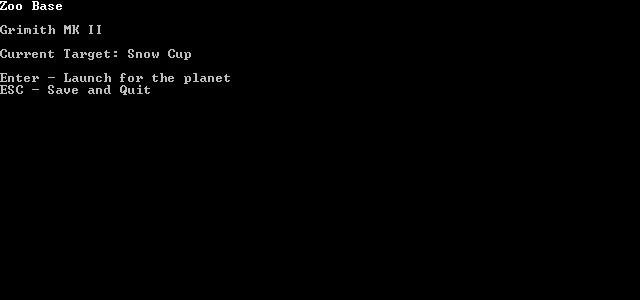 Zoo Base
Grimith MK II
Current Target: Snow Cup
Enter - Launch for the planet
ESC - Save and Quit